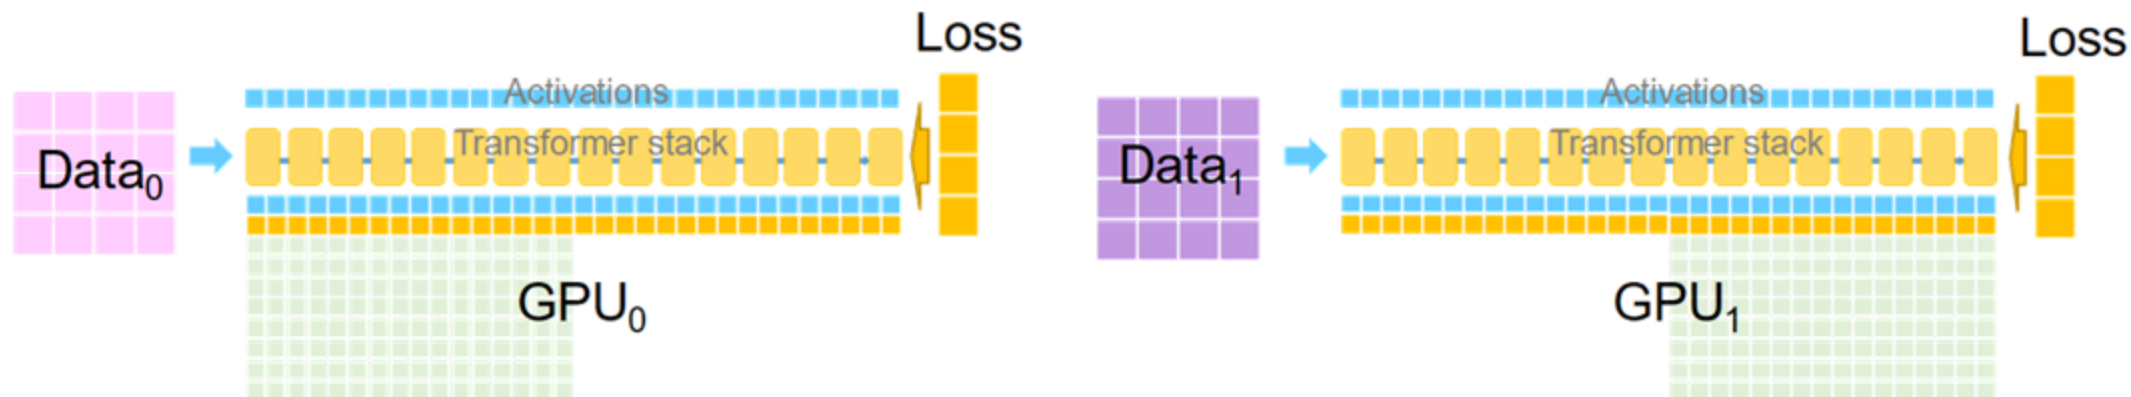 Loss
Activations
Transformer stack
Data₀
GPU₀
Loss
Activations
Transformer stack
Data₁
GPU₁